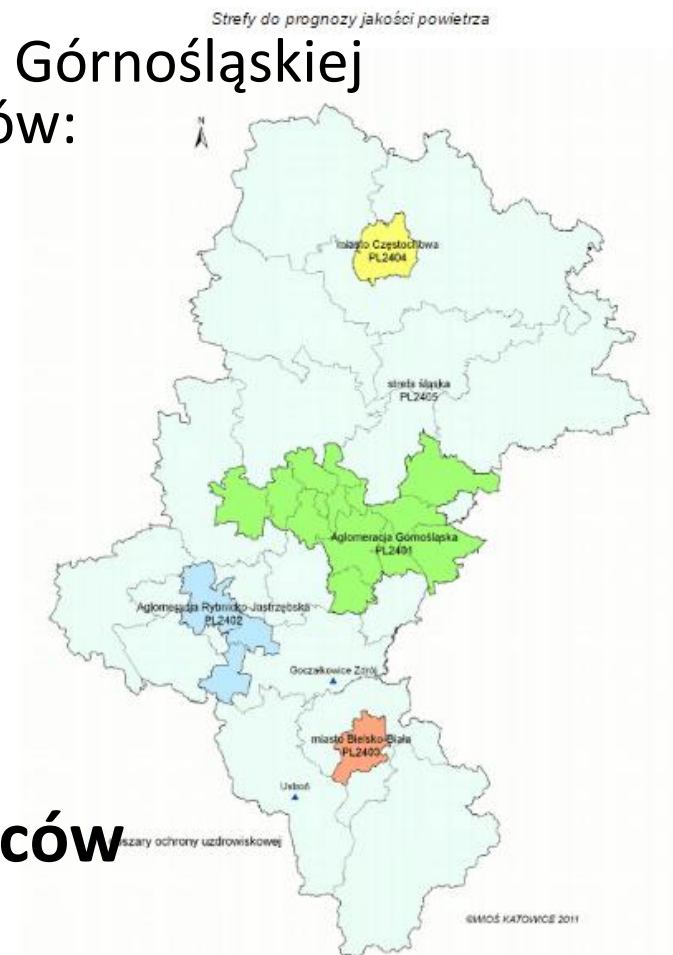 Strefy do prognozy jakości powietrza
Górnośląskiej
ów:
N
miasto Częstochowa
PL2404
strefa śląska
PL2405
Aglomeracja Górnośląska
PL2401
Aglomeracja Rybnicko-Jastrzębska
PL2402
Goczałkowice Zdrój
miasto Bielsko-Biała
PL2403
Ustroń
ców
bszary ochrony uzdrowiskowej
©WIOŚ KATOWICE 2011